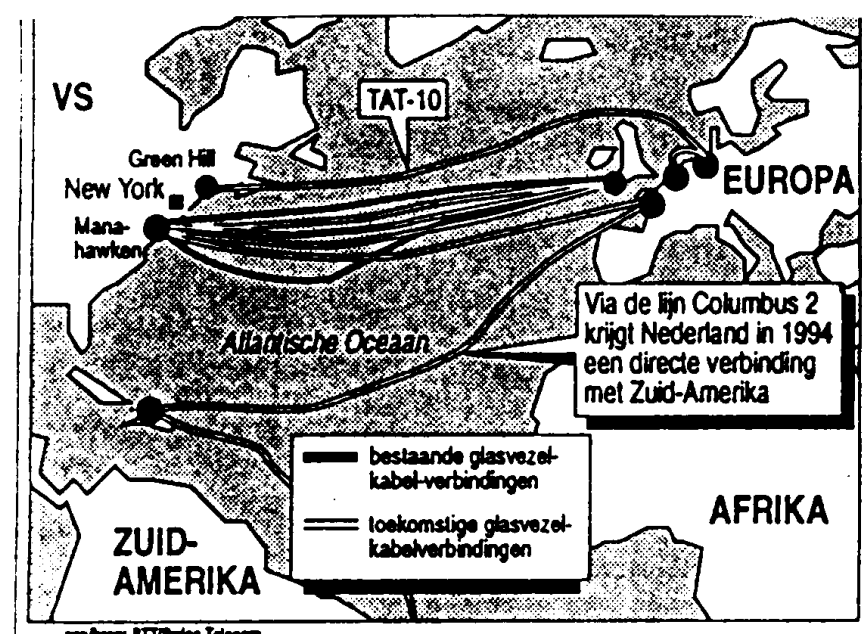 VS
TAT-10
Green Hill
New York
Mana-
hawken
EUROPA
Via de lijn Columbus 2
krijgt Nederland in 1994
een directe verbinding
met Zuid-Amerika
Atlantische Oceaan
bestaande glasvezel-
kabel-verbindingen
toekomstige glasvezel-
kabelverbindingen
AFRIKA
ZUID-
AMERIKA
Telecom